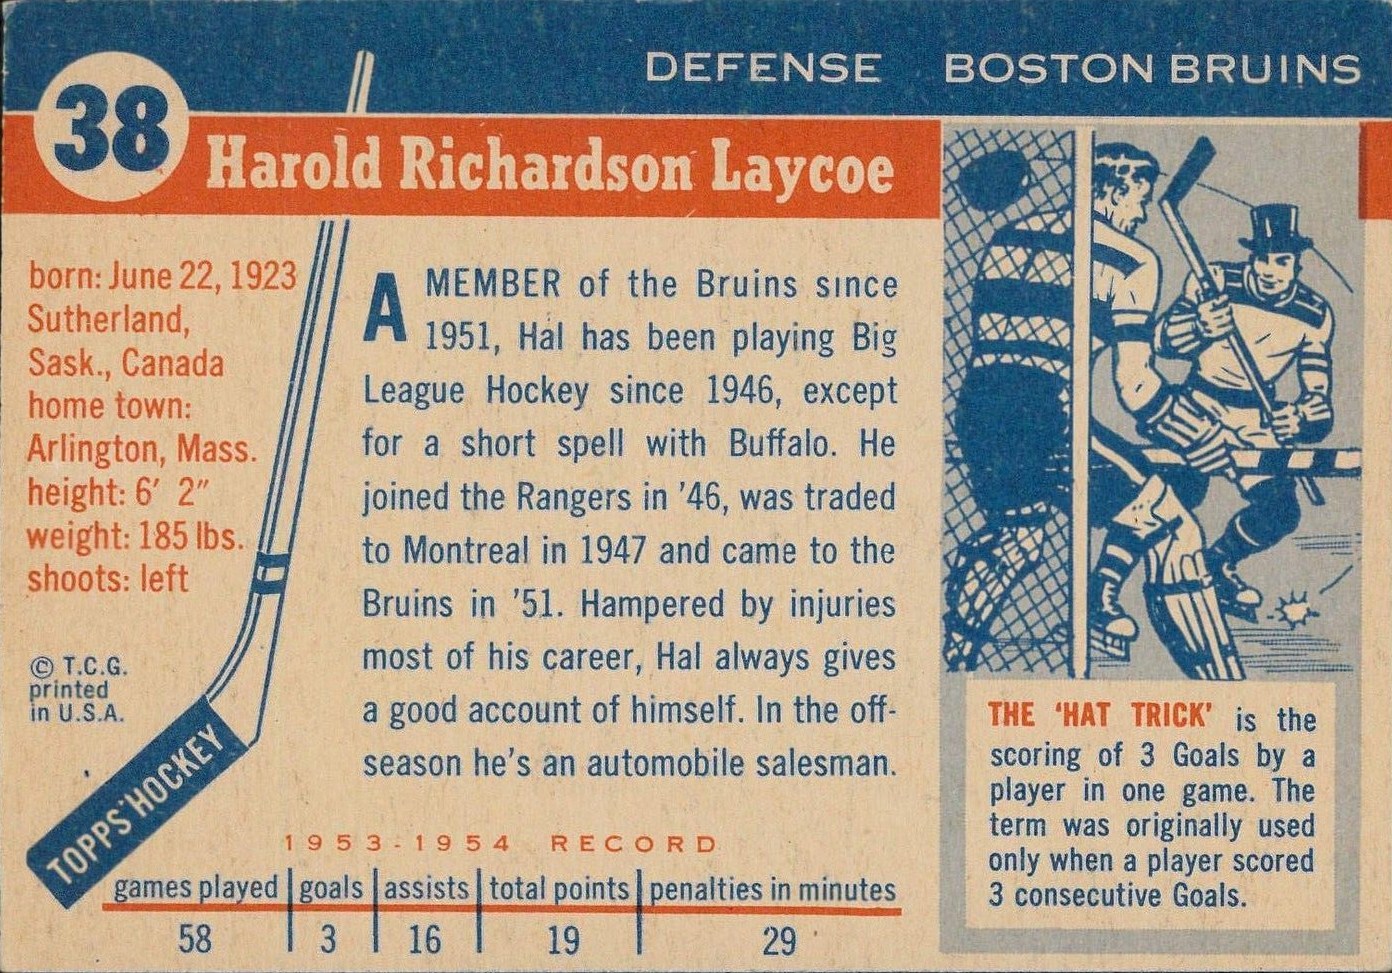 DEFENSE BOSTON BRUINS
38
Harold Richardson Laycoe
born: June 22, 1923
Sutherland,
Sask., Canada
home town:
Arlington, Mass.
height: 6' 2"
weight: 185 lbs.
shoots: left
© T.C.G.
printed
in U.S.A.
TOPPS HOCKEY
A MEMBER of the Bruins since
1951, Hal has been playing Big
League Hockey since 1946, except
for a short spell with Buffalo. He
joined the Rangers in '46, was traded
to Montreal in 1947 and came to the
Bruins in '51. Hampered by injuries
most of his career, Hal always gives
a good account of himself. In the off-
season he's an automobile salesman.
1953-1954 RECORD
games played goals assists total points penalties in minutes
58 3 16 19 29
THE 'HAT TRICK' is the
scoring of 3 Goals by a
player in one game. The
term was originally used
only when a player scored
3 consecutive Goals.